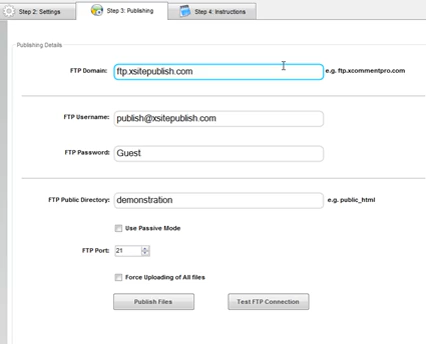 Step 2: Settings
Step 3: Publishing
Step 4: Instructions
Publishing Details
FTP Domain: ftp.xsitepublish.com e.g. ftp.xcommentpro.com
FTP Username: publish@xsitepublish.com
FTP Password: Guest
FTP Public Directory: demonstration e.g. public_html
Use Passive Mode
FTP Port: 21
Force Uploading of All files
Publish Files Test FTP Connection